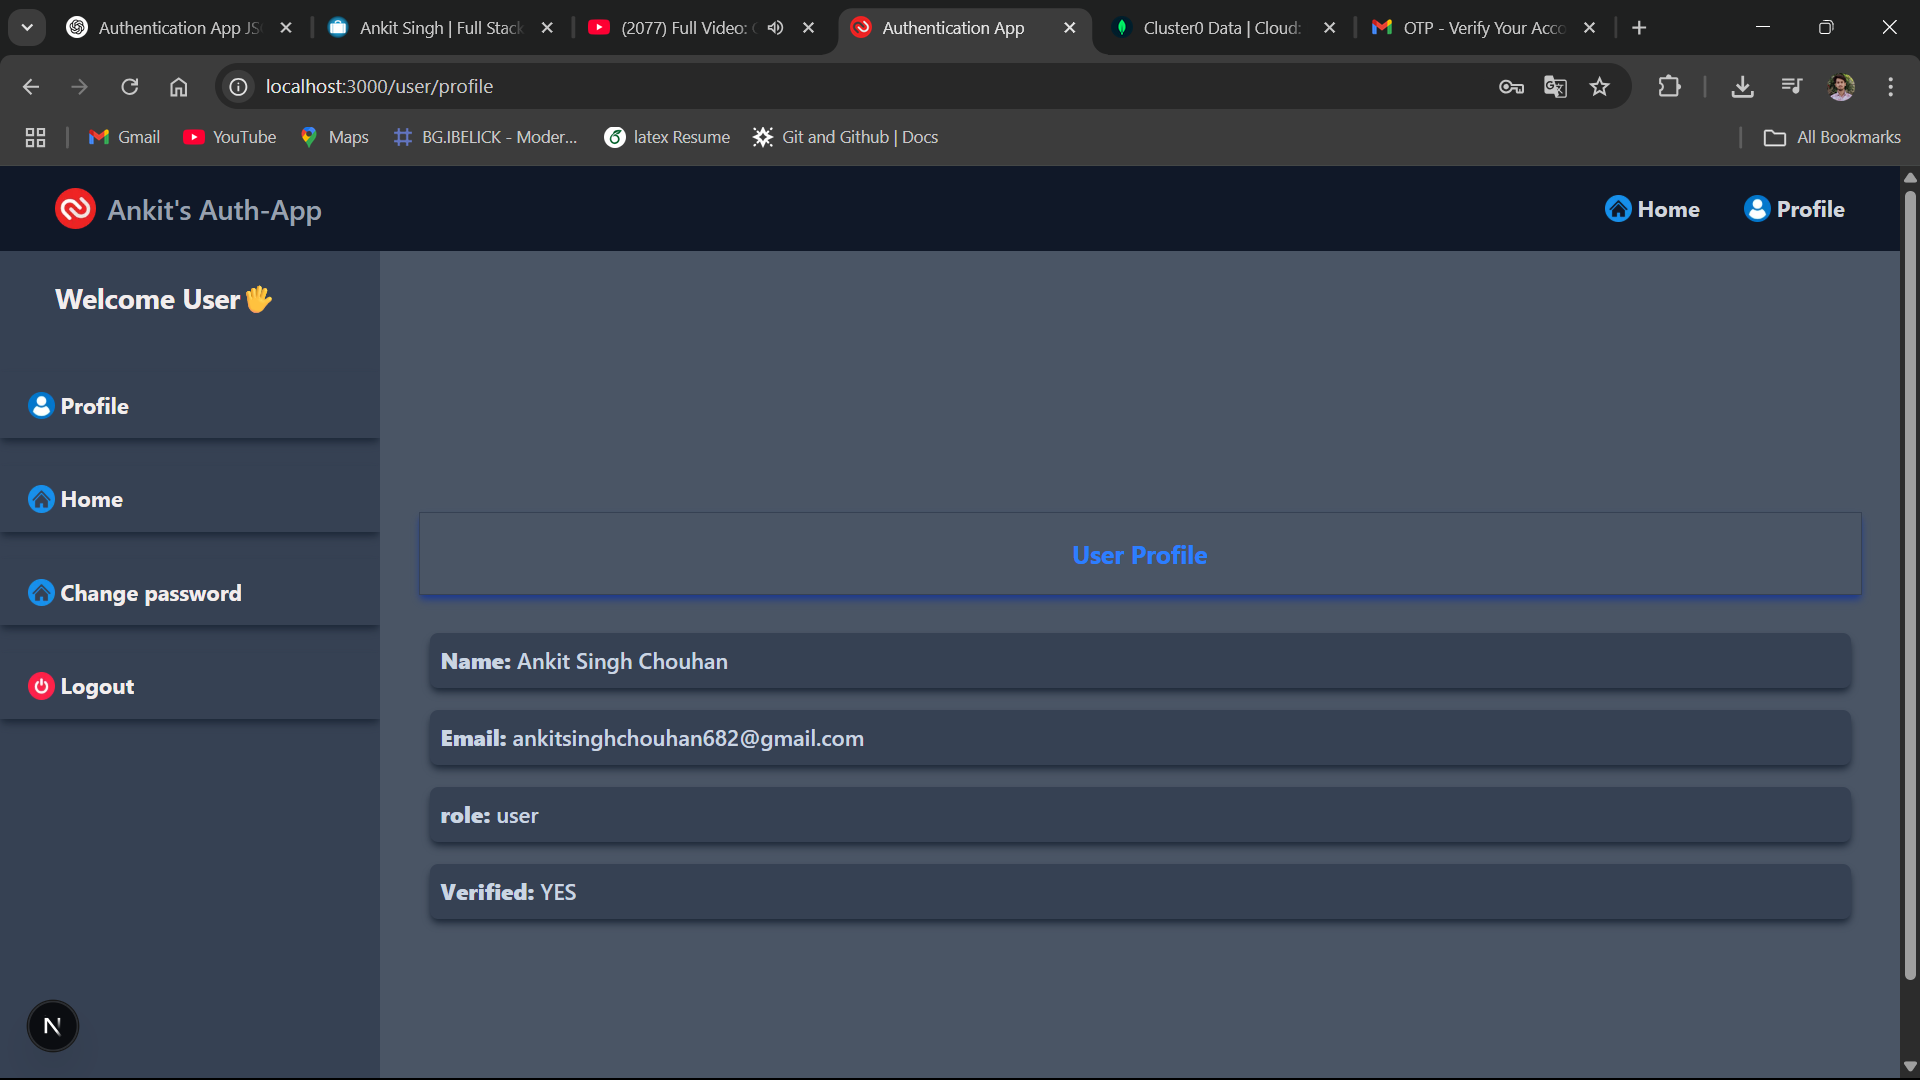 Authentication App JS
Ankit Singh | Full Stack
(2077) Full Video:
Authentication App
Cluster0 Data | Cloud:
OTP - Verify Your Acco
localhost:3000/user/profile
Gmail
YouTube
Maps
BG.IBELICK - Moder...
latex Resume
Git and Github | Docs
All Bookmarks
Ankit's Auth-App
Home
Profile
Welcome User👋
Profile
Home
Change password
Logout
User Profile
Name: Ankit Singh Chouhan
Email: ankitsinghchouhan682@gmail.com
role: user
Verified: YES
N